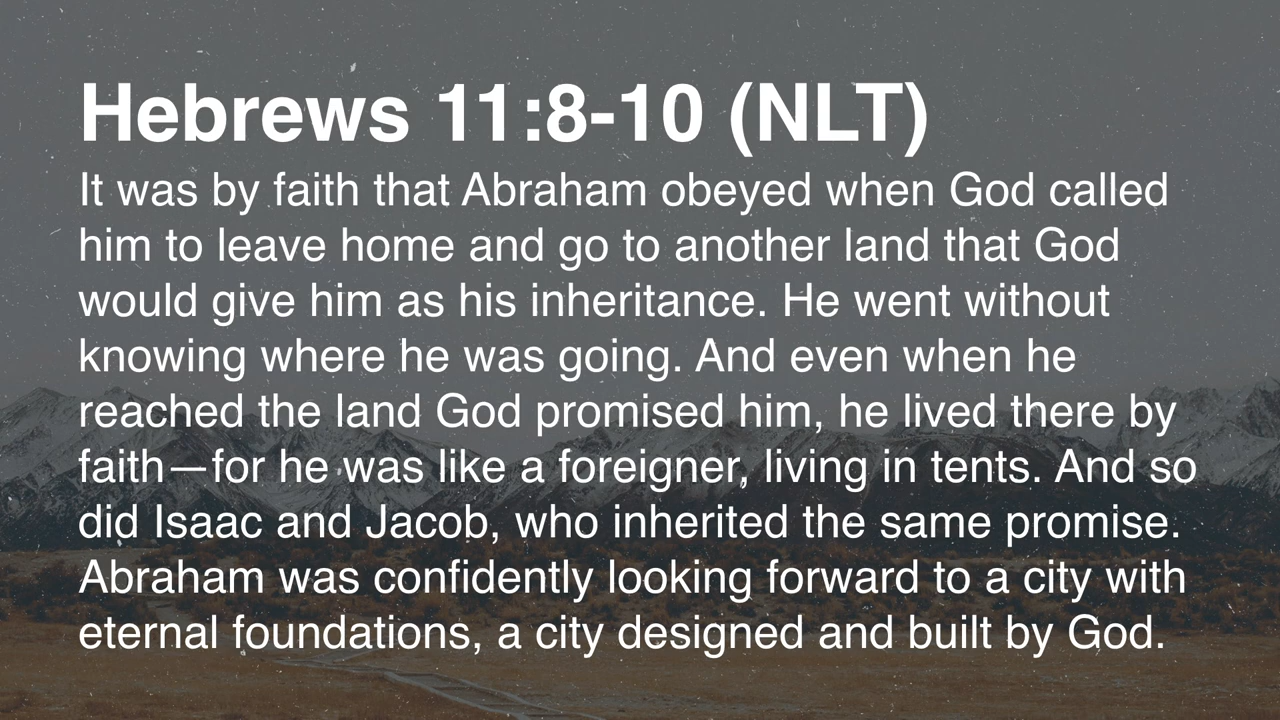 Hebrews 11:8-10 (NLT)
It was by faith that Abraham obeyed when God called
him to leave home and go to another land that God
would give him as his inheritance. He went without
knowing where he was going. And even when he
reached the land God promised him, he lived there by
faith—for he was like a foreigner, living in tents. And so
did Isaac and Jacob, who inherited the same promise.
Abraham was confidently looking forward to a city with
eternal foundations, a city designed and built by God.